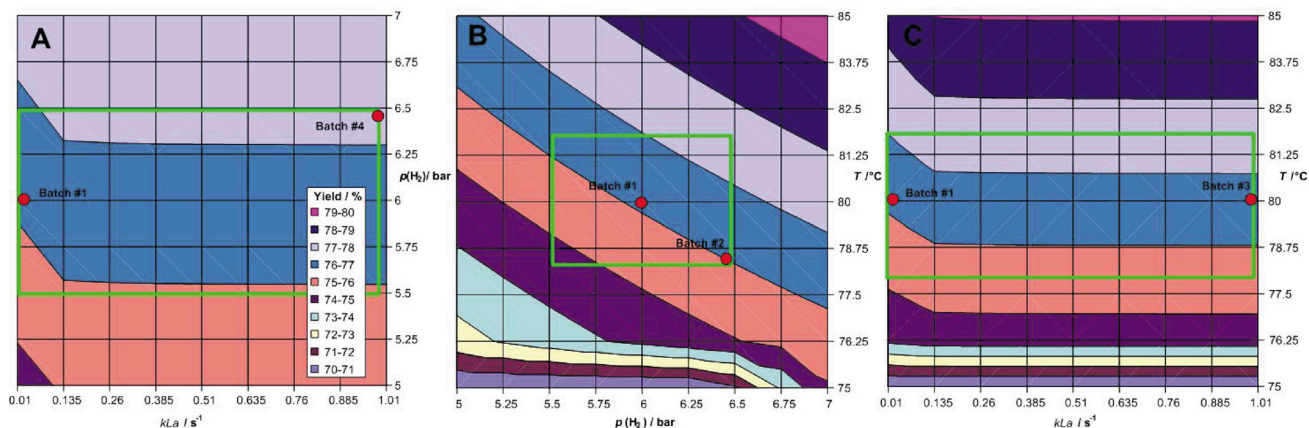 A
7
6.75
6.5
6.25
p(H₂)/ bar
6
5.75
5.5
5.25
5
Batch #4
Batch #1
Yield / %
79-80
78-79
77-78
76-77
75-76
74-75
73-74
72-73
71-72
70-71
0.01 0.135 0.26 0.385 0.51 0.635 0.76 0.885 1.01
kLa / s⁻¹
B
85
83.75
82.5
81.25
T /°C
80
78.75
77.5
76.25
75
Batch #1
Batch #2
5 5.25 5.5 5.75 6 6.25 6.5 6.75 7
p (H₂) / bar
C
85
83.75
82.5
81.25
T /°C
80
78.75
77.5
76.25
75
Batch #1
Batch #3
0.01 0.135 0.26 0.385 0.51 0.635 0.76 0.885 1.01
kLa / s⁻¹